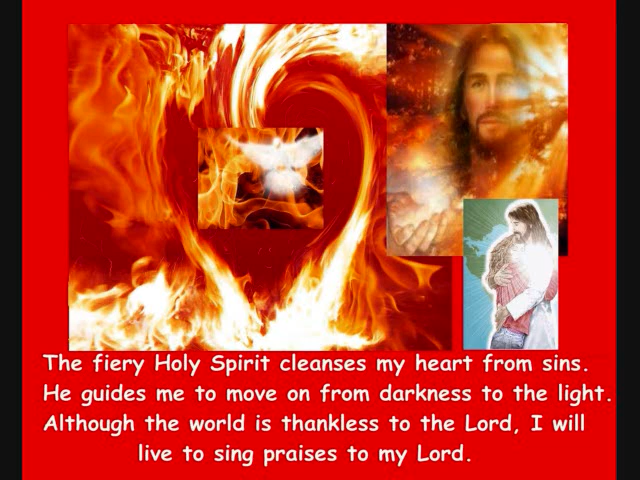 The fiery Holy Spirit cleanses my heart from sins.
He guides me to move on from darkness to the light.
Although the world is thankless to the Lord, I will
live to sing praises to my Lord.